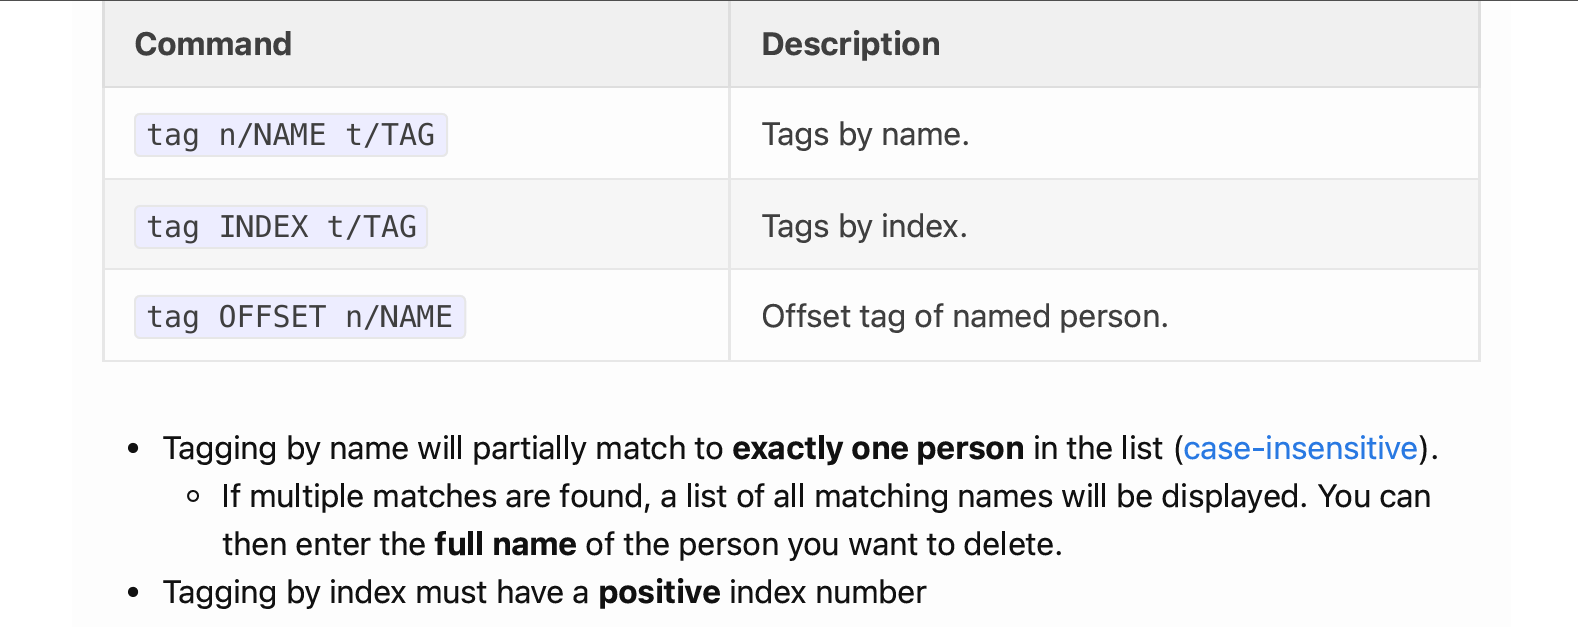 Command Description
tag n/NAME t/TAG Tags by name.
tag INDEX t/TAG Tags by index.
tag OFFSET n/NAME Offset tag of named person.
• Tagging by name will partially match to exactly one person in the list (case-insensitive).
◦ If multiple matches are found, a list of all matching names will be displayed. You can
then enter the full name of the person you want to delete.
• Tagging by index must have a positive index number